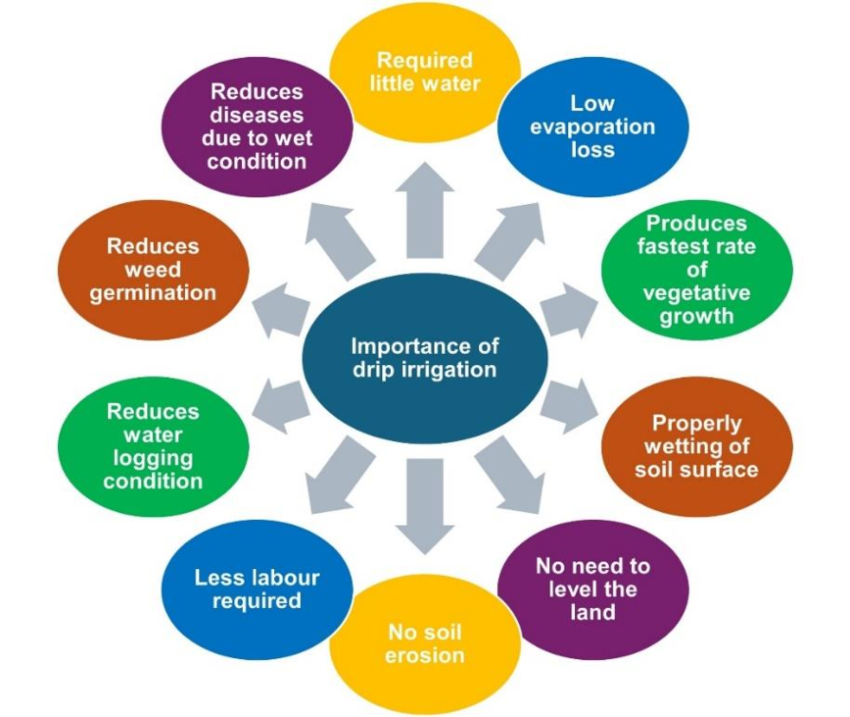 Required
little water
Low
evaporation
loss
Produces
fastest rate
of
vegetative
growth
Properly
wetting of
soil surface
No need to
level the
land
No soil
erosion
Less labour
required
Reduces
water
logging
condition
Reduces
weed
germination
Reduces
diseases
due to wet
condition
Importance of
drip irrigation